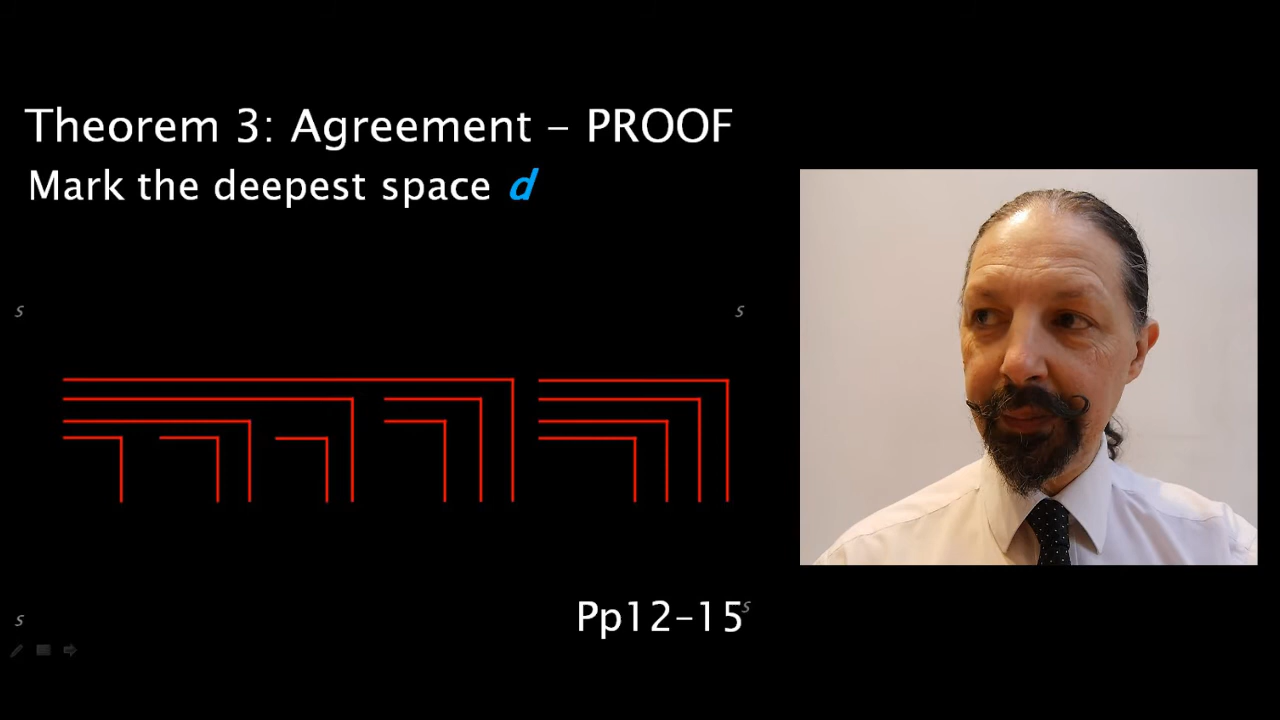 Theorem 3: Agreement – PROOF
Mark the deepest space d
s s
Pp12–15
s s